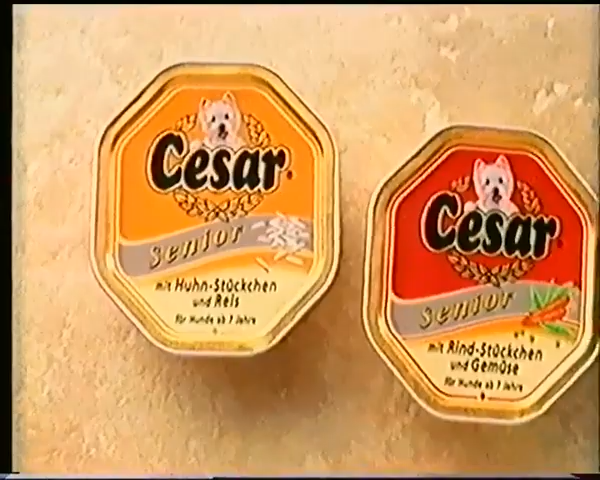 Cesar
Senior
mit Huhn-Stückchen
und Reis
für Hunde ab 7 Jahre
Cesar
Senior
mit Rind-Stückchen
und Gemüse
für Hunde ab 7 Jahre